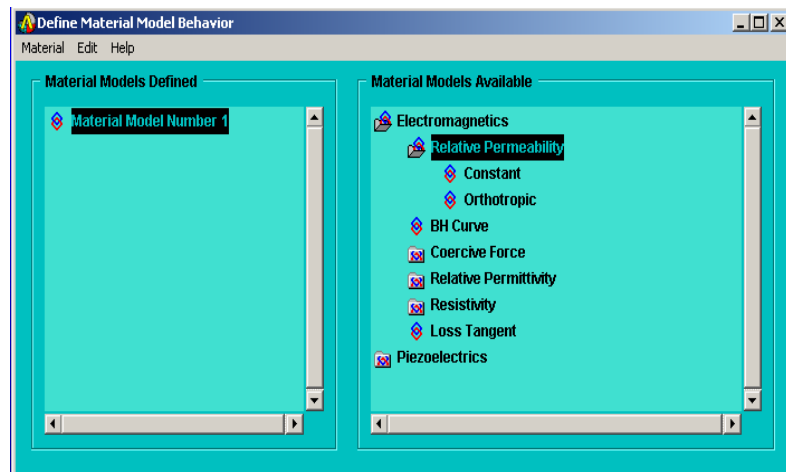 Define Material Model Behavior
Material Edit Help
Material Models Defined
Material Model Number 1
Material Models Available
Electromagnetics
Relative Permeability
Constant
Orthotropic
BH Curve
Coercive Force
Relative Permittivity
Resistivity
Loss Tangent
Piezoelectrics